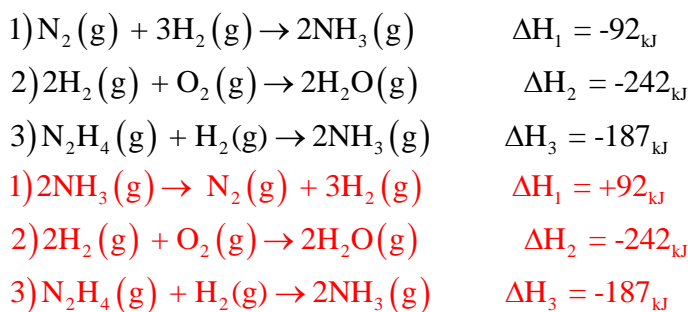 1)N₂(g) + 3H₂(g)→2NH₃(g) ΔH₁ = -92kJ
2)2H₂(g) + O₂(g)→2H₂O(g) ΔH₂ = -242kJ
3)N₂H₄(g) + H₂(g)→2NH₃(g) ΔH₃ = -187kJ
1)2NH₃(g)→ N₂(g) + 3H₂(g) ΔH₁ = +92kJ
2)2H₂(g) + O₂(g)→2H₂O(g) ΔH₂ = -242kJ
3)N₂H₄(g) + H₂(g)→2NH₃(g) ΔH₃ = -187kJ